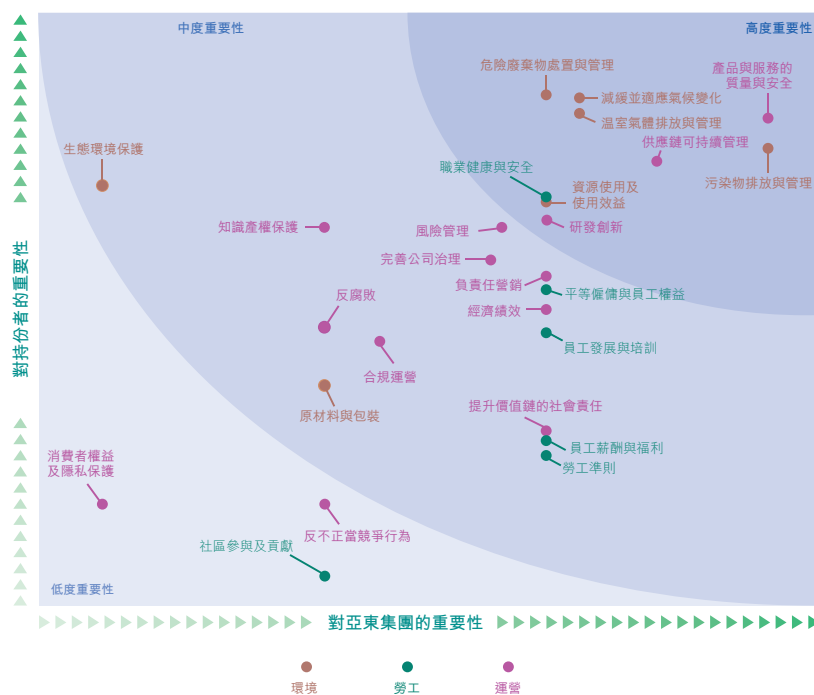 中度重要性
高度重要性
危險廢棄物處置與管理
產品與服務的
質量與安全
減緩並適應氣候變化
温室氣體排放與管理
供應鏈可持續管理
生態環境保護
職業健康與安全
資源使用及
使用效益
污染物排放與管理
知識產權保護
風險管理
研發創新
完善公司治理
負責任營銷
平等僱傭與員工權益
反腐敗
經濟績效
員工發展與培訓
合規運營
原材料與包裝
提升價值鏈的社會責任
員工薪酬與福利
勞工準則
消費者權益
及隱私保護
反不正當競爭行為
社區參與及貢獻
低度重要性
對持份者的重要性
對亞東集團的重要性
環境
勞工
運營